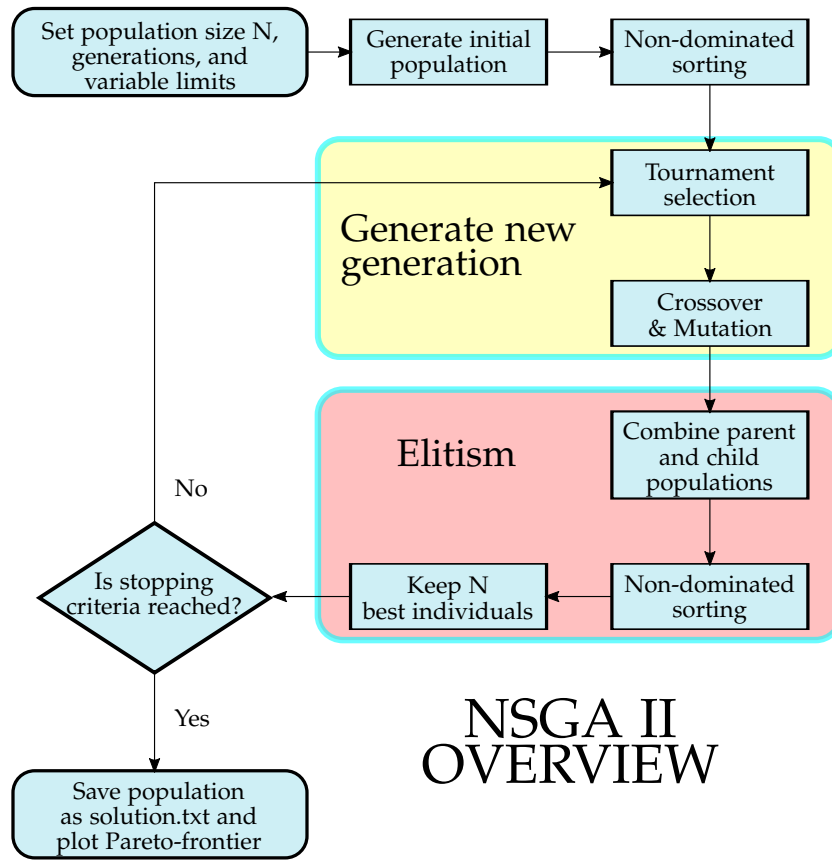 Set population size N,
generations, and
variable limits
Generate initial
population
Non-dominated
sorting
Tournament
selection
Generate new
generation
Crossover
& Mutation
Combine parent
and child
populations
Elitism
No
Is stopping
criteria reached?
Keep N
best individuals
Non-dominated
sorting
Yes
NSGA II
OVERVIEW
Save population
as solution.txt and
plot Pareto-frontier